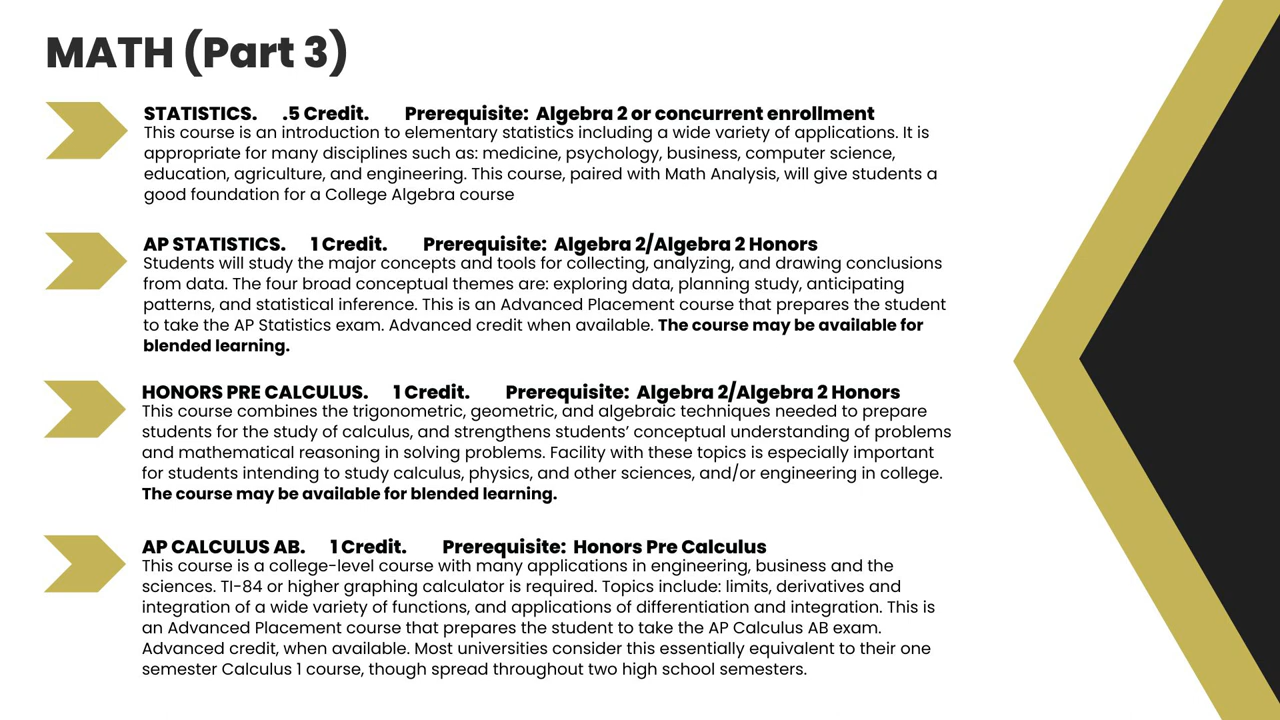 MATH (Part 3)
STATISTICS. .5 Credit. Prerequisite: Algebra 2 or concurrent enrollment
This course is an introduction to elementary statistics including a wide variety of applications. It is
appropriate for many disciplines such as: medicine, psychology, business, computer science,
education, agriculture, and engineering. This course, paired with Math Analysis, will give students a
good foundation for a College Algebra course
AP STATISTICS. 1 Credit. Prerequisite: Algebra 2/Algebra 2 Honors
Students will study the major concepts and tools for collecting, analyzing, and drawing conclusions
from data. The four broad conceptual themes are: exploring data, planning study, anticipating
patterns, and statistical inference. This is an Advanced Placement course that prepares the student
to take the AP Statistics exam. Advanced credit when available. The course may be available for
blended learning.
HONORS PRE CALCULUS. 1 Credit. Prerequisite: Algebra 2/Algebra 2 Honors
This course combines the trigonometric, geometric, and algebraic techniques needed to prepare
students for the study of calculus, and strengthens students’ conceptual understanding of problems
and mathematical reasoning in solving problems. Facility with these topics is especially important
for students intending to study calculus, physics, and other sciences, and/or engineering in college.
The course may be available for blended learning.
AP CALCULUS AB. 1 Credit. Prerequisite: Honors Pre Calculus
This course is a college-level course with many applications in engineering, business and the
sciences. TI-84 or higher graphing calculator is required. Topics include: limits, derivatives and
integration of a wide variety of functions, and applications of differentiation and integration. This is
an Advanced Placement course that prepares the student to take the AP Calculus AB exam.
Advanced credit, when available. Most universities consider this essentially equivalent to their one
semester Calculus 1 course, though spread throughout two high school semesters.